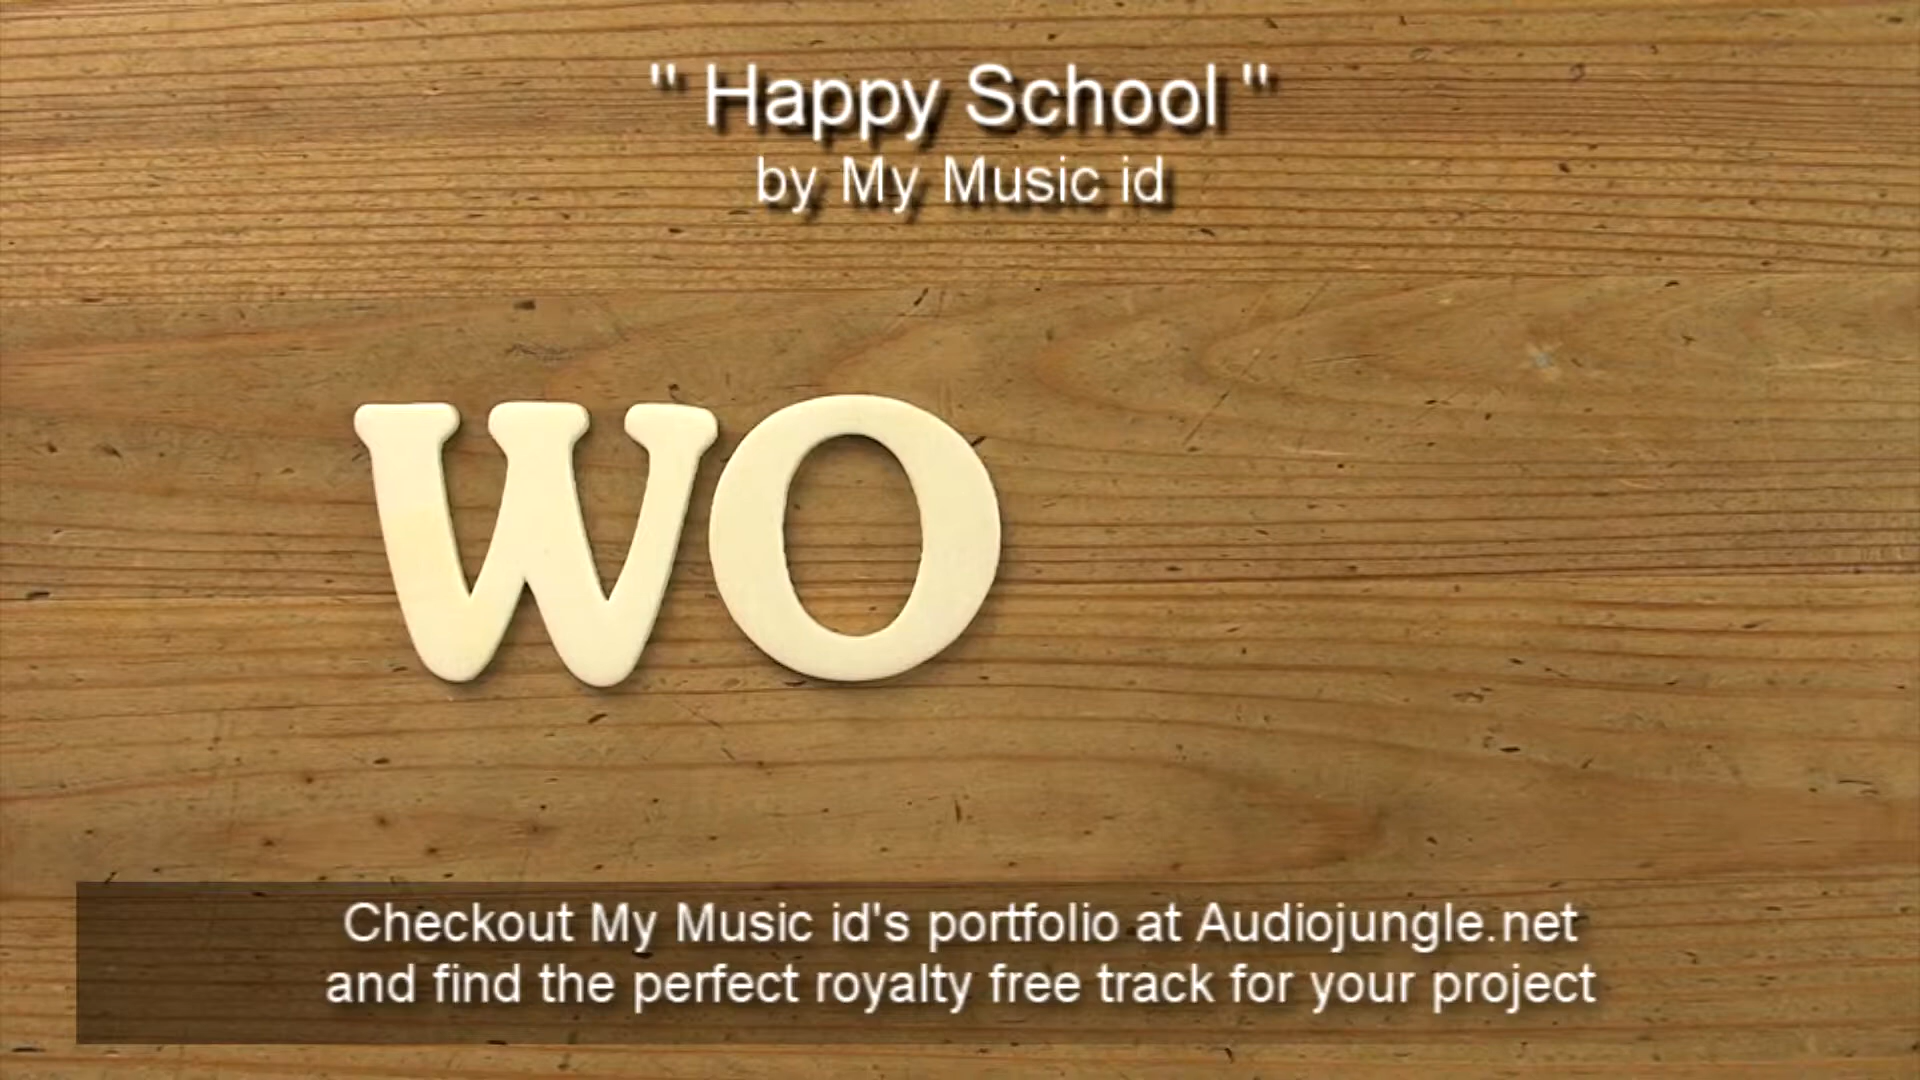 " Happy School "
by My Music id
WO
Checkout My Music id's portfolio at Audiojungle.net
and find the perfect royalty free track for your project